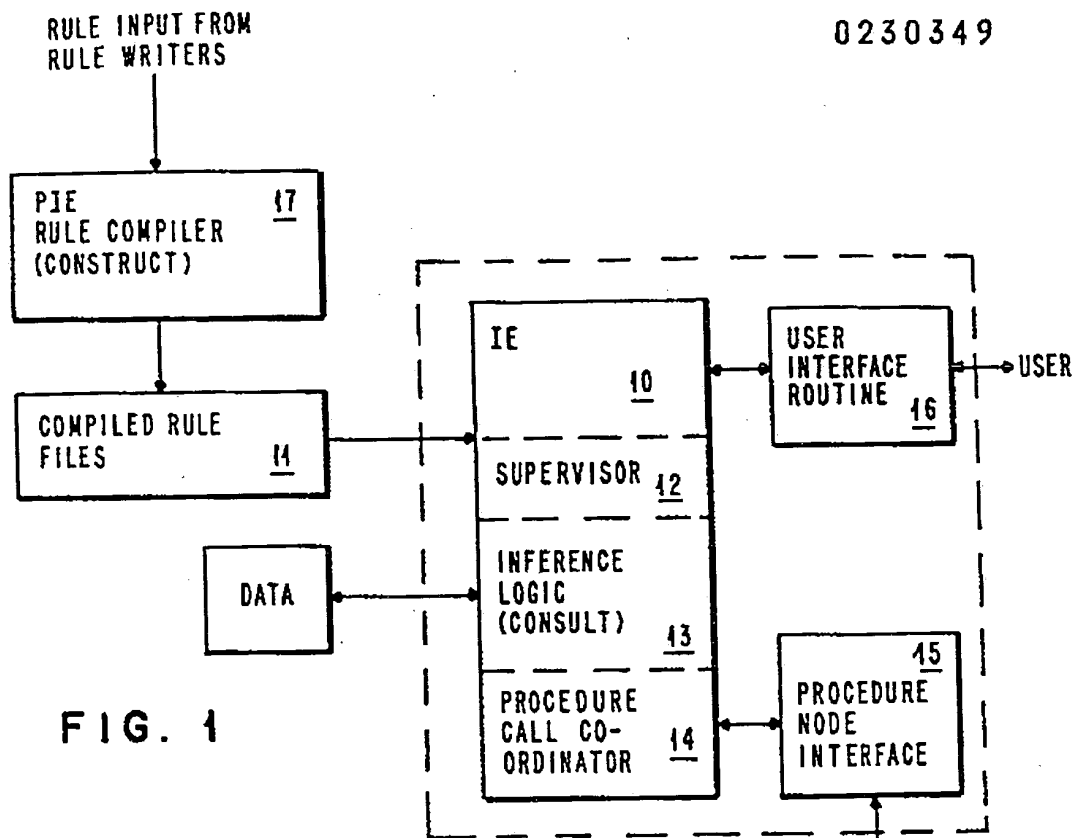 RULE INPUT FROM
RULE WRITERS
0230349
PIE 17
RULE COMPILER
(CONSTRUCT)
COMPILED RULE
FILES 11
DATA
IE
10
SUPERVISOR 12
INFERENCE
LOGIC
(CONSULT)
13
PROCEDURE
CALL CO-
ORDINATOR 14
USER
INTERFACE
ROUTINE 16
USER
15
PROCEDURE
NODE
INTERFACE
FIG. 1